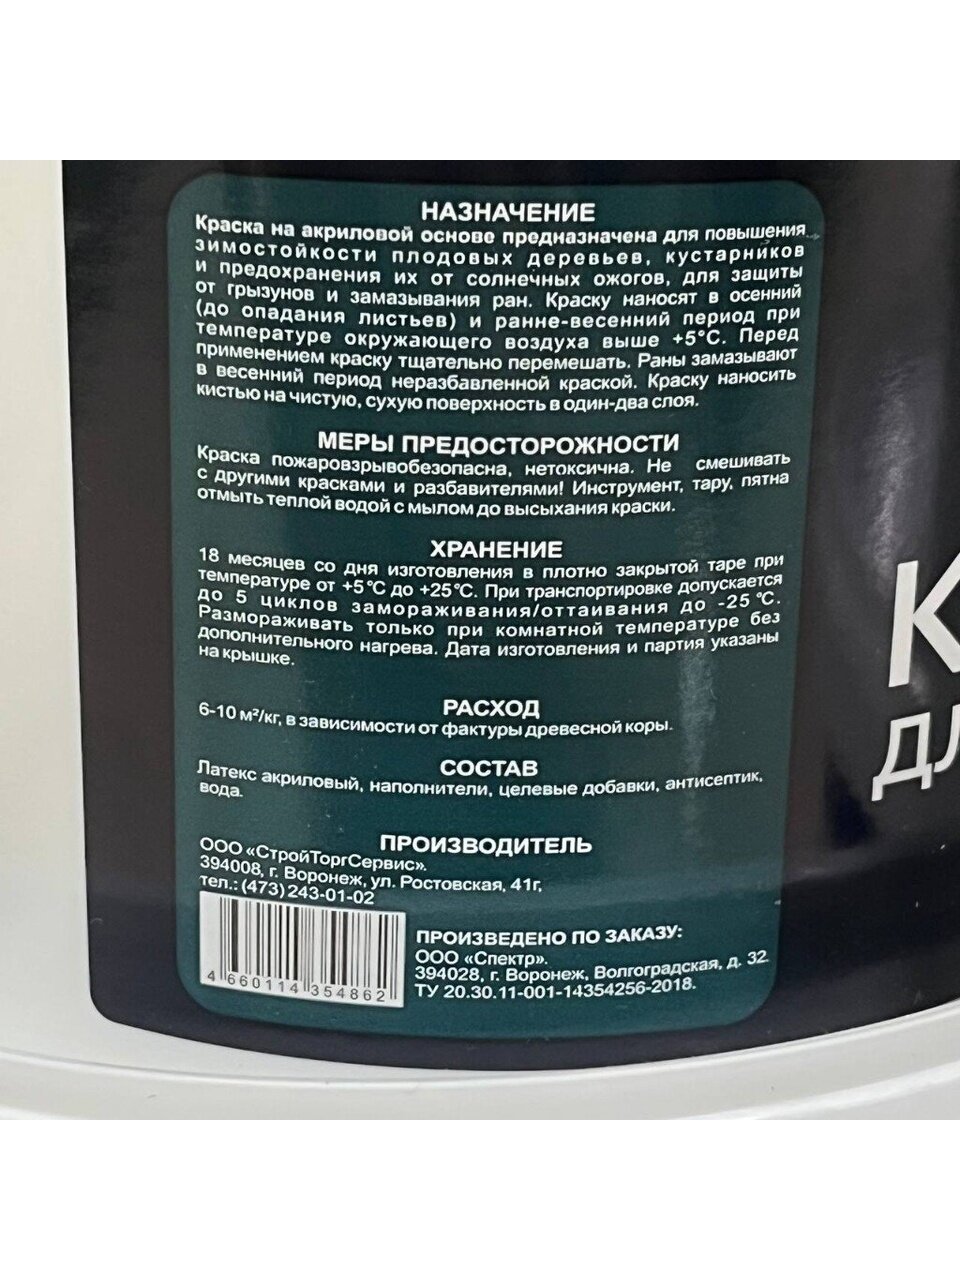 НАЗНАЧЕНИЕ
Краска на акриловой основе предназначена для повышения
зимостойкости плодовых деревьев, кустарников
и предохранения их от солнечных ожогов, для защиты
от грызунов и замазывания ран. Краску наносят в осенний
(до опадания листьев) и ранне-весенний период при
температуре окружающего воздуха выше +5°С. Перед
применением краску тщательно перемешать. Раны замазывают
в весенний период неразбавленной краской. Краску наносить
кистью на чистую, сухую поверхность в один-два слоя.
МЕРЫ ПРЕДОСТОРОЖНОСТИ
Краска пожаровзрывобезопасна, нетоксична. Не смешивать
с другими красками и разбавителями! Инструмент, тару, пятна
отмыть теплой водой с мылом до высыхания краски.
ХРАНЕНИЕ
18 месяцев со дня изготовления в плотно закрытой таре при
температуре от +5°С до +25°С. При транспортировке допускается
до 5 циклов замораживания/оттаивания до -25°С.
Размораживать только при комнатной температуре без
дополнительного нагрева. Дата изготовления и партия указаны
на крышке.
РАСХОД
6-10 м²/кг, в зависимости от фактуры древесной коры.
СОСТАВ
Латекс акриловый, наполнители, целевые добавки, антисептик,
вода.
ПРОИЗВОДИТЕЛЬ
ООО «СтройТоргСервис».
394008, г. Воронеж, ул. Ростовская, 41г,
тел.: (473) 243-01-02
4 660114 354862
ПРОИЗВЕДЕНО ПО ЗАКАЗУ:
ООО «Спектр».
394028, г. Воронеж, Волгоградская, д. 32
ТУ 20.30.11-001-14354256-2018.